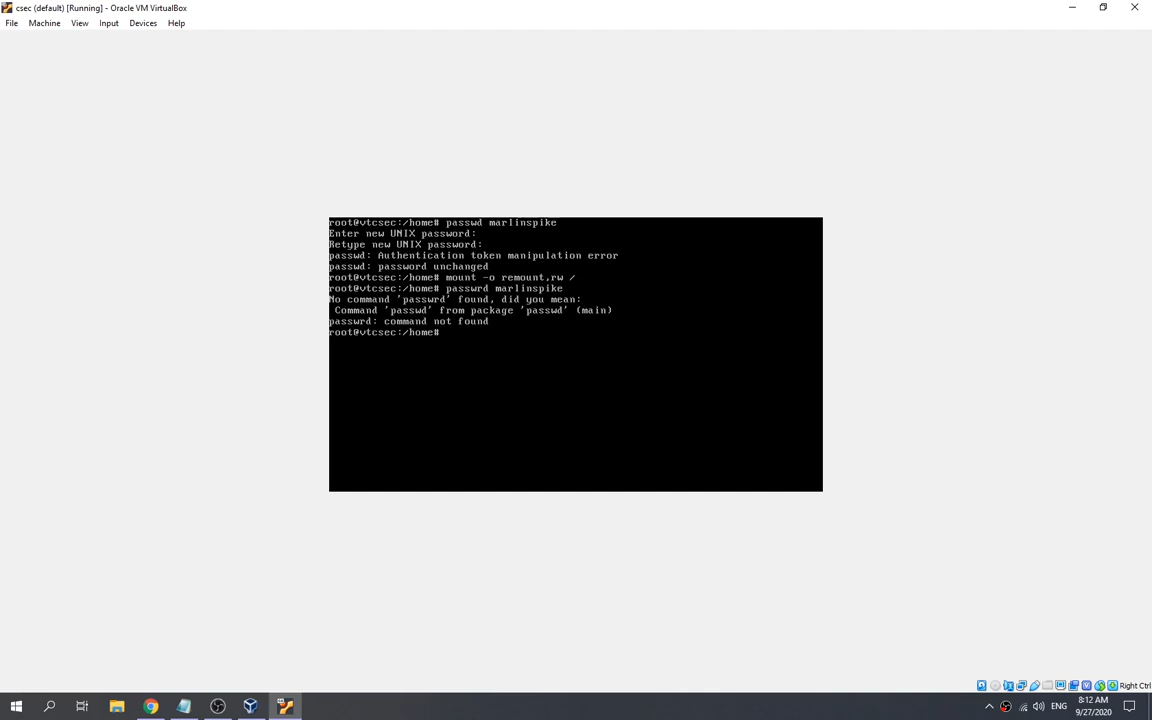 csec (default) [Running] - Oracle VM VirtualBox
File Machine View Input Devices Help
root@vtcsec:/home# passwd marlinspike
Enter new UNIX password:
Retype new UNIX password:
passwd: Authentication token manipulation error
passwd: password unchanged
root@vtcsec:/home# mount -o remount,rw /
root@vtcsec:/home# passwrd marlinspike
No command 'passwrd' found, did you mean:
 Command 'passwd' from package 'passwd' (main)
passwrd: command not found
root@vtcsec:/home#
Right Ctrl
ENG
8:12 AM
9/27/2020